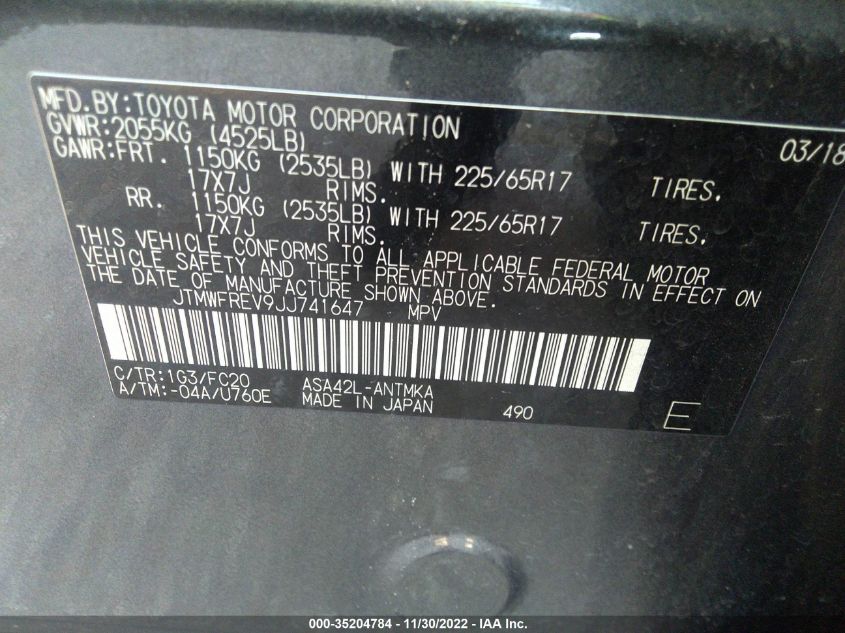 MFD.BY:TOYOTA MOTOR CORPORATION 03/18
GVWR:2055KG (4525LB)
GAWR:FRT. 1150KG (2535LB) WITH 225/65R17 TIRES.
17X7J RIMS.
RR. 1150KG (2535LB) WITH 225/65R17 TIRES.
17X7J RIMS.
THIS VEHICLE CONFORMS TO ALL APPLICABLE FEDERAL MOTOR
VEHICLE SAFETY AND THEFT PREVENTION STANDARDS IN EFFECT ON
THE DATE OF MANUFACTURE SHOWN ABOVE.
JTMWFREV9JJ741647 MPV
C/TR:1G3/FC20 ASA42L-ANTMKA
A/TM:-04A/U760E MADE IN JAPAN 490 E
000-35204784 - 11/30/2022 - IAA Inc.